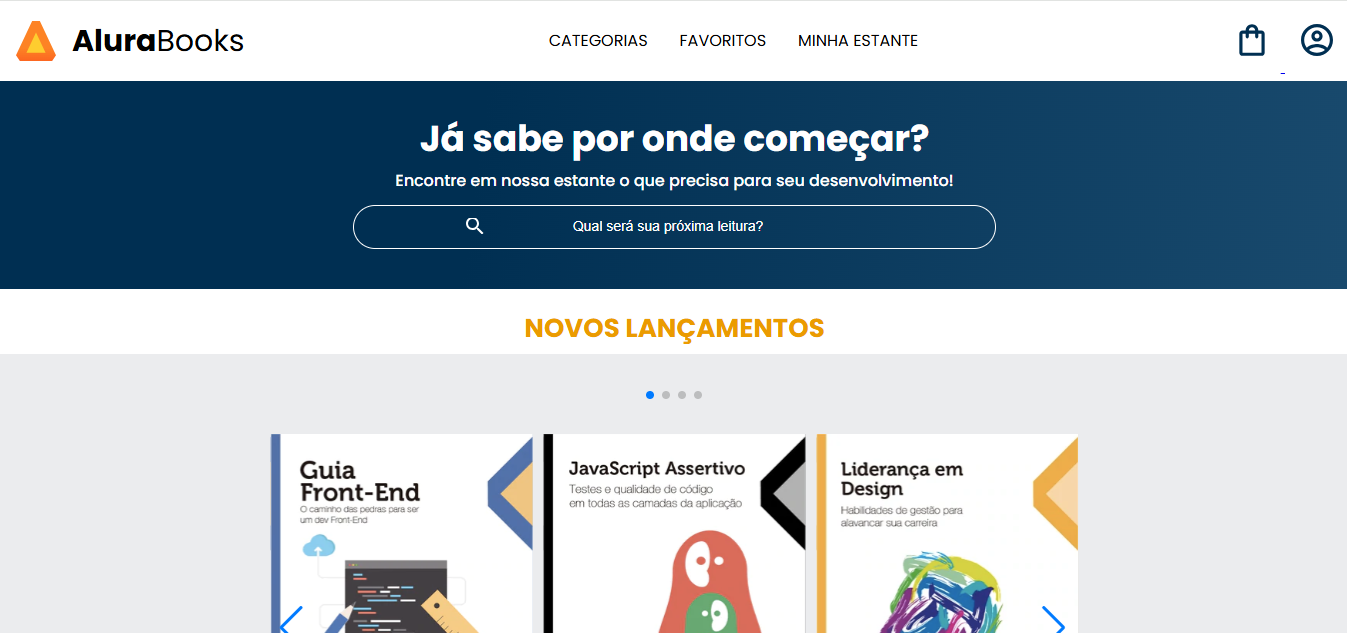 AluraBooks
CATEGORIAS
FAVORITOS
MINHA ESTANTE
Já sabe por onde começar?
Encontre em nossa estante o que precisa para seu desenvolvimento!
Qual será sua próxima leitura?
NOVOS LANÇAMENTOS
Guia
Front-End
O caminho das pedras para ser
um dev Front-End
JavaScript Assertivo
Testes e qualidade de código
em todas as camadas da aplicação
Liderança em
Design
Habilidades de gestão para
alavancar sua carreira